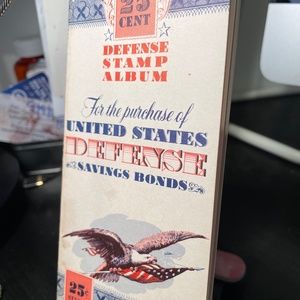 25
CENT
DEFENSE
STAMP
ALBUM
For the purchase of
UNITED STATES
DEFENSE
SAVINGS BONDS
25¢